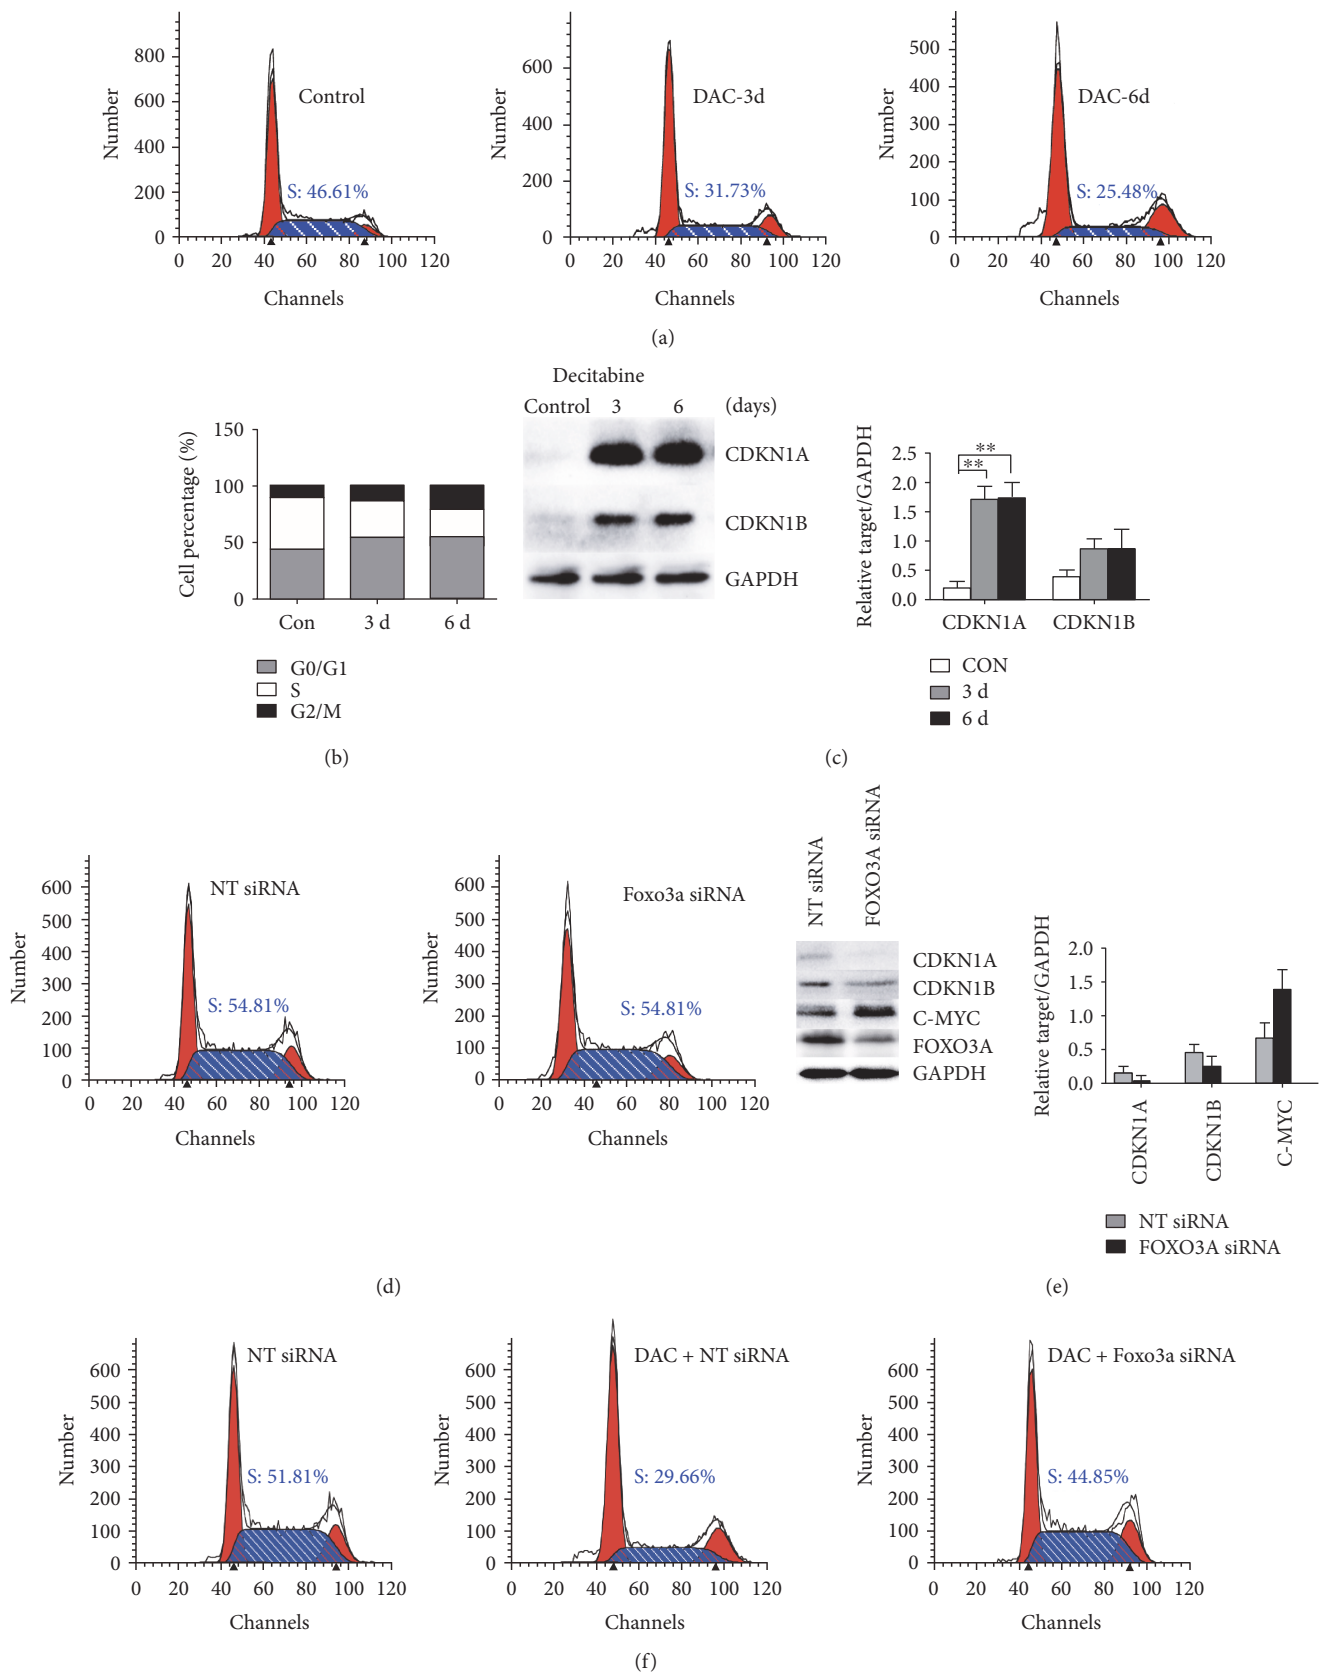 800
600
400
200
0
Number
Control
S: 46.61%
0 20 40 60 80 100 120
Channels
600
400
200
0
Number
DAC-3d
S: 31.73%
0 20 40 60 80 100 120
Channels
500
400
300
200
100
0
Number
DAC-6d
S: 25.48%
0 20 40 60 80 100 120
Channels
(a)
150
100
50
0
Cell percentage (%)
Con 3 d 6 d
G0/G1
S
G2/M
(b)
Decitabine
Control 3 6 (days)
CDKN1A
CDKN1B
GAPDH
2.5
2.0
1.5
1.0
0.5
0.0
Relative target/GAPDH
**
**
CDKN1A CDKN1B
CON
3 d
6 d
(c)
600
500
400
300
200
100
0
Number
NT siRNA
S: 54.81%
0 20 40 60 80 100 120
Channels
600
500
400
300
200
100
0
Number
Foxo3a siRNA
S: 54.81%
0 20 40 60 80 100 120
Channels
(d)
NT siRNA
FOXO3A siRNA
CDKN1A
CDKN1B
C-MYC
FOXO3A
GAPDH
2.0
1.5
1.0
0.5
0.0
Relative target/GAPDH
CDKN1A
CDKN1B
C-MYC
NT siRNA
FOXO3A siRNA
(e)
600
500
400
300
200
100
0
Number
NT siRNA
S: 51.81%
0 20 40 60 80 100 120
Channels
600
500
400
300
200
100
0
Number
DAC + NT siRNA
S: 29.66%
0 20 40 60 80 100 120
Channels
600
500
400
300
200
100
0
Number
DAC + Foxo3a siRNA
S: 44.85%
0 20 40 60 80 100 120
Channels
(f)